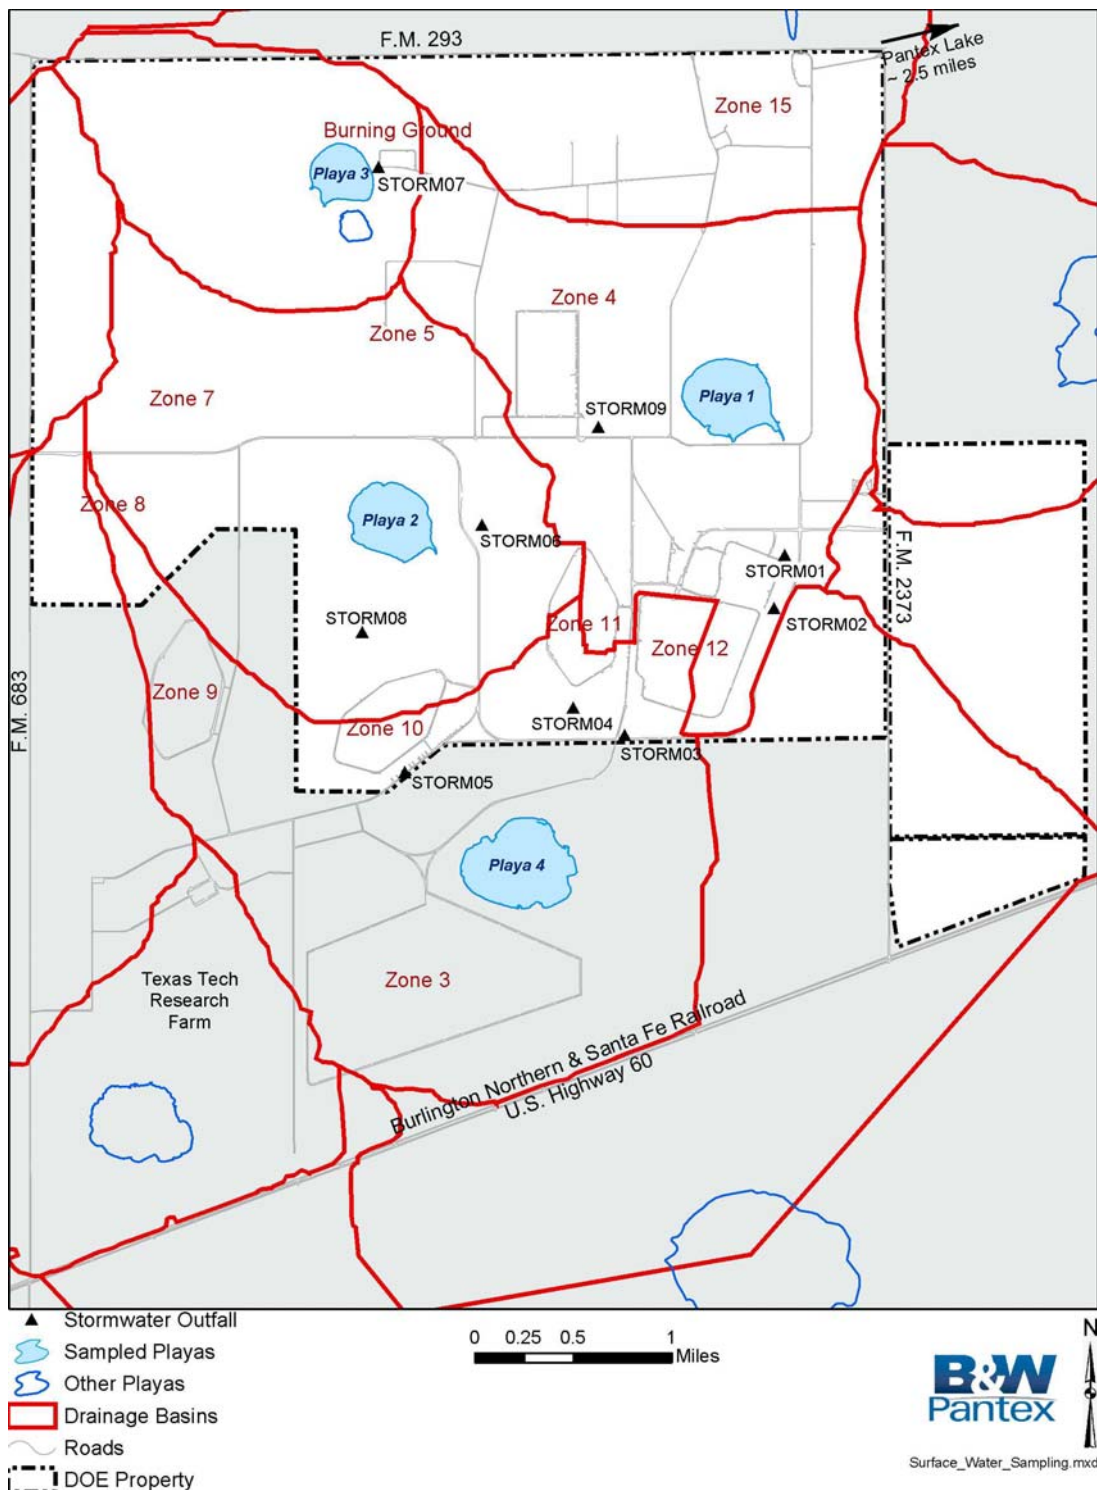 F.M. 293
Pantex Lake
~ 2.5 miles
Zone 15
Burning Ground
Playa 3
STORM07
Zone 4
Zone 5
Zone 7
Playa 1
STORM09
Zone 8
Playa 2
STORM06
STORM01
F.M. 2373
STORM08
Zone 11
STORM02
Zone 12
Zone 9
F.M. 683
Zone 10
STORM04
STORM03
STORM05
Playa 4
Zone 3
Texas Tech
Research
Farm
Burlington Northern & Santa Fe Railroad
U.S. Highway 60
Stormwater Outfall
Sampled Playas
Other Playas
Drainage Basins
Roads
DOE Property
0 0.25 0.5 1
Miles
N
B&W
Pantex
Surface_Water_Sampling.mxd